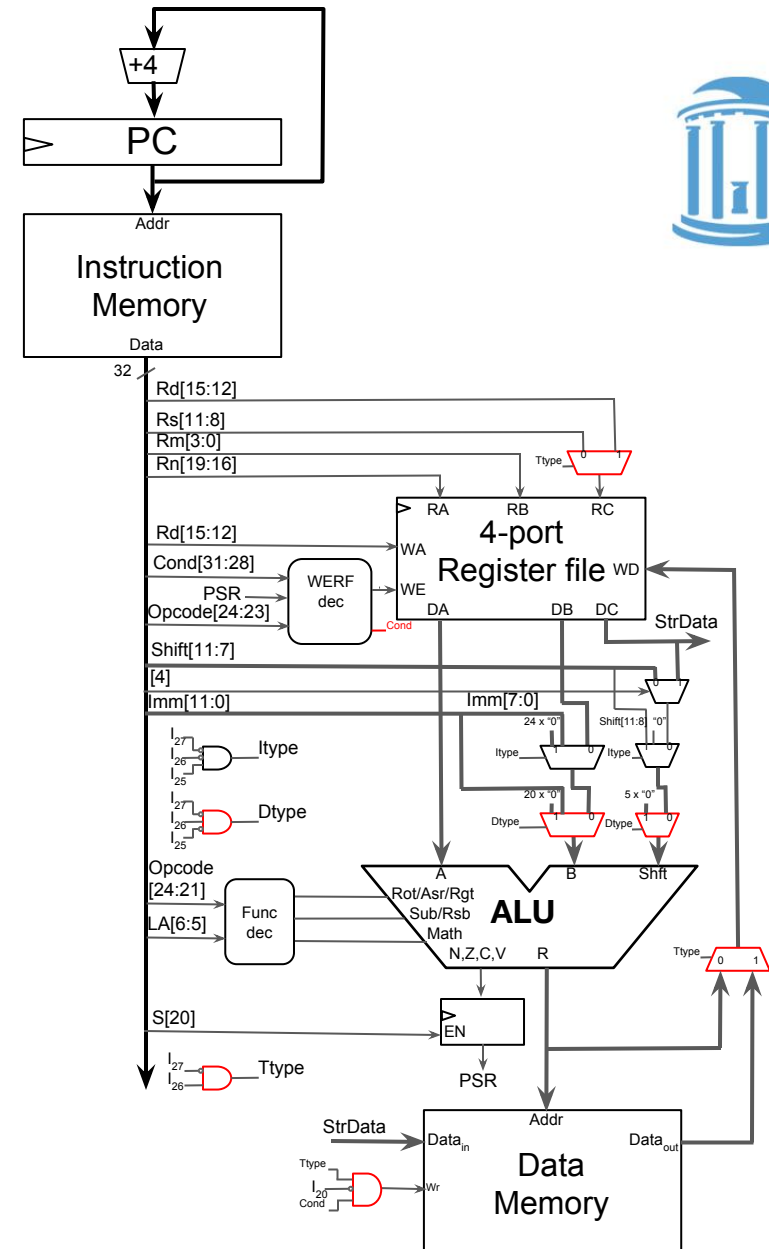 +4
PC
Addr
Instruction
Memory
Data
32
Rd[15:12]
Rs[11:8]
Rm[3:0]
Rn[19:16]
0 1
Ttype
RA RB RC
4-port
Register file
WA
WE
WD
DA DB DC
Rd[15:12]
Cond[31:28]
PSR
Opcode[24:23]
WERF
dec
Cond
StrData
Shift[11:7]
[4]
0 1
Imm[11:0]
Imm[7:0]
24 x “0”
Shift[11:8] “0”
Itype
1 0
Itype
1 0
I27
I26
I25
Itype
20 x “0”
5 x “0”
Dtype
1 0
Dtype
1 0
I27
I26
I25
Dtype
A B Shft
ALU
Rot/Asr/Rgt
Sub/Rsb
Math
N,Z,C,V R
Opcode
[24:21]
LA[6:5]
Func
dec
Ttype
0 1
S[20]
EN
PSR
I27
I26
Ttype
Addr
StrData
Datain
Dataout
Data
Memory
Wr
Ttype
I20
Cond